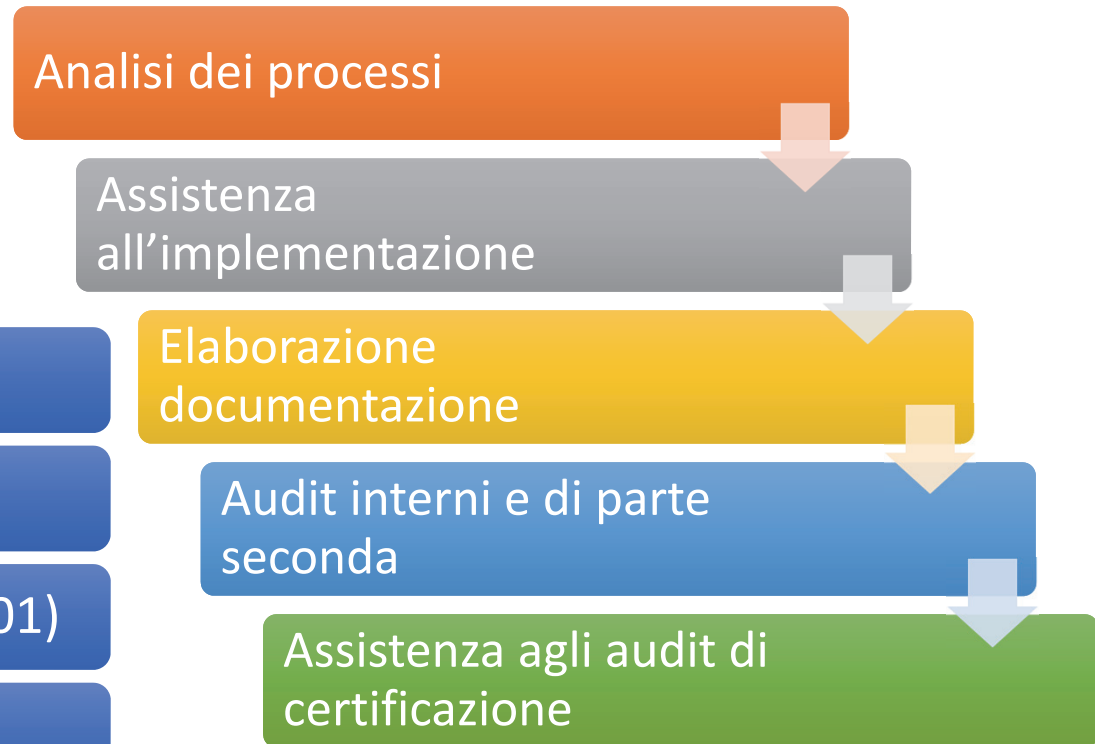 Analisi dei processi
Assistenza
all’implementazione
Elaborazione
documentazione
Audit interni e di parte
seconda
01)
Assistenza agli audit di
certificazione